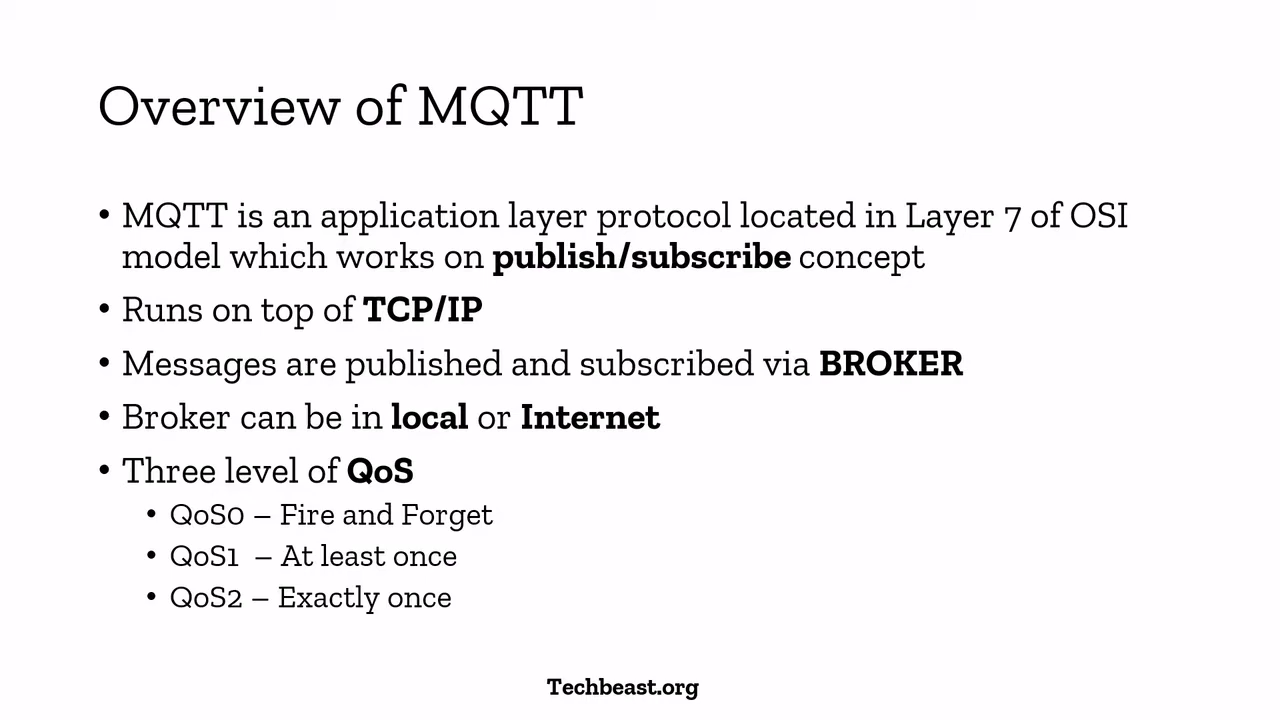 Overview of MQTT
• MQTT is an application layer protocol located in Layer 7 of OSI
model which works on publish/subscribe concept
• Runs on top of TCP/IP
• Messages are published and subscribed via BROKER
• Broker can be in local or Internet
• Three level of QoS
• QoS0 – Fire and Forget
• QoS1 – At least once
• QoS2 – Exactly once
Techbeast.org